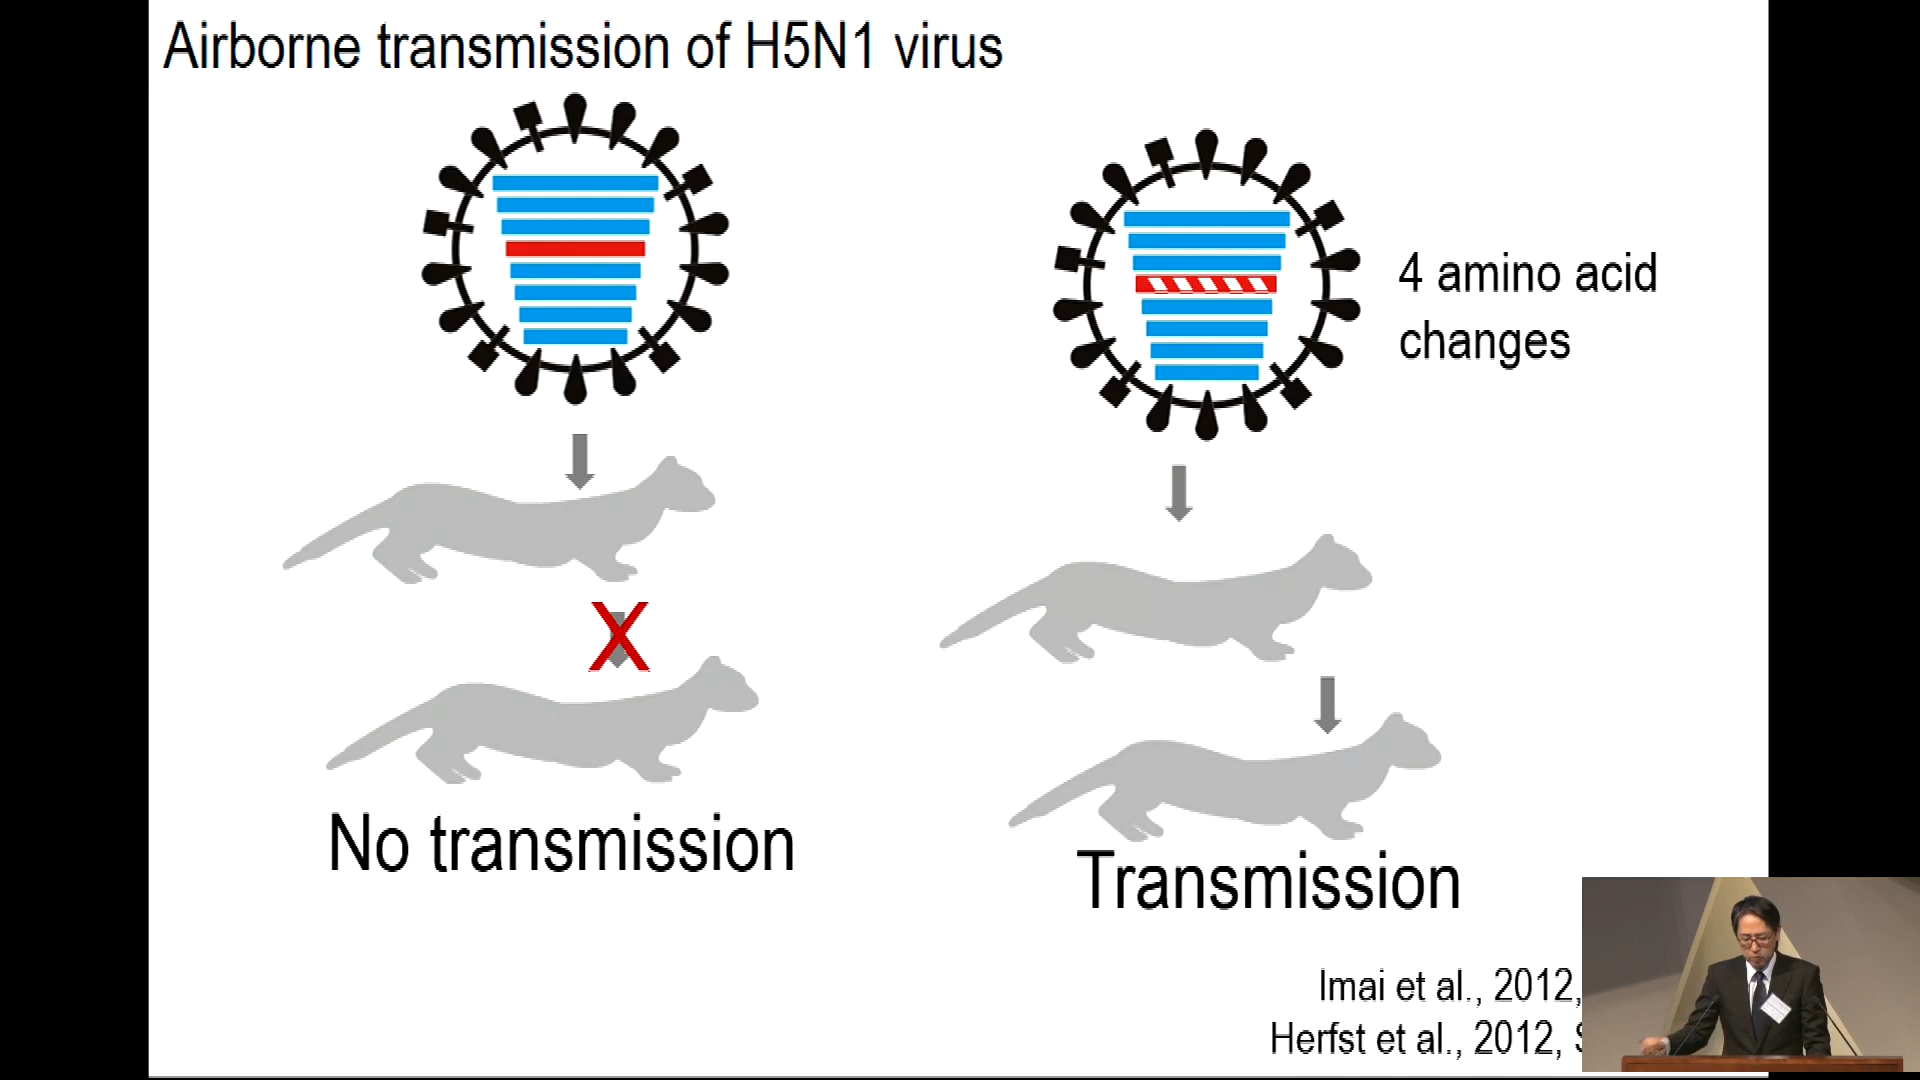 Airborne transmission of H5N1 virus
4 amino acid
changes
X
No transmission
Transmission
Imai et al., 2012,
Herfst et al., 2012,